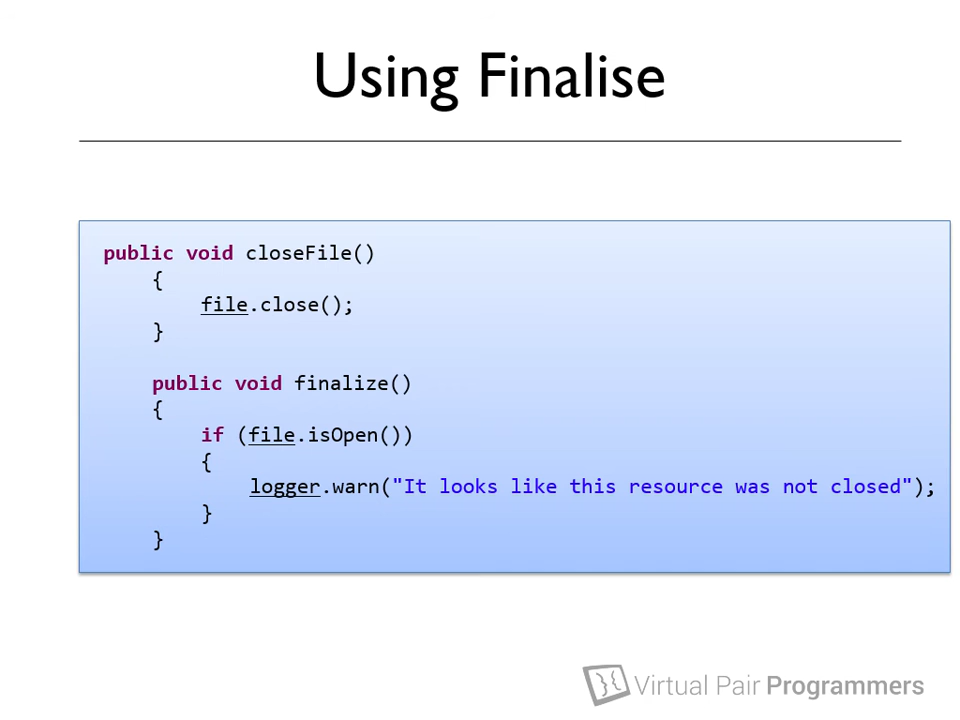 Using Finalise
public void closeFile()
{
file.close();
}
public void finalize()
{
if (file.isOpen())
{
logger.warn("It looks like this resource was not closed");
}
}
Virtual Pair Programmers